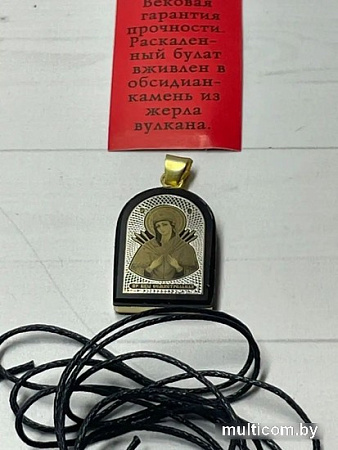 Вековая
гарантия
прочности.
Раскален-
ный булат
вживлен в
обсидиан-
камень из
жерла
вулкана.
multicom.by